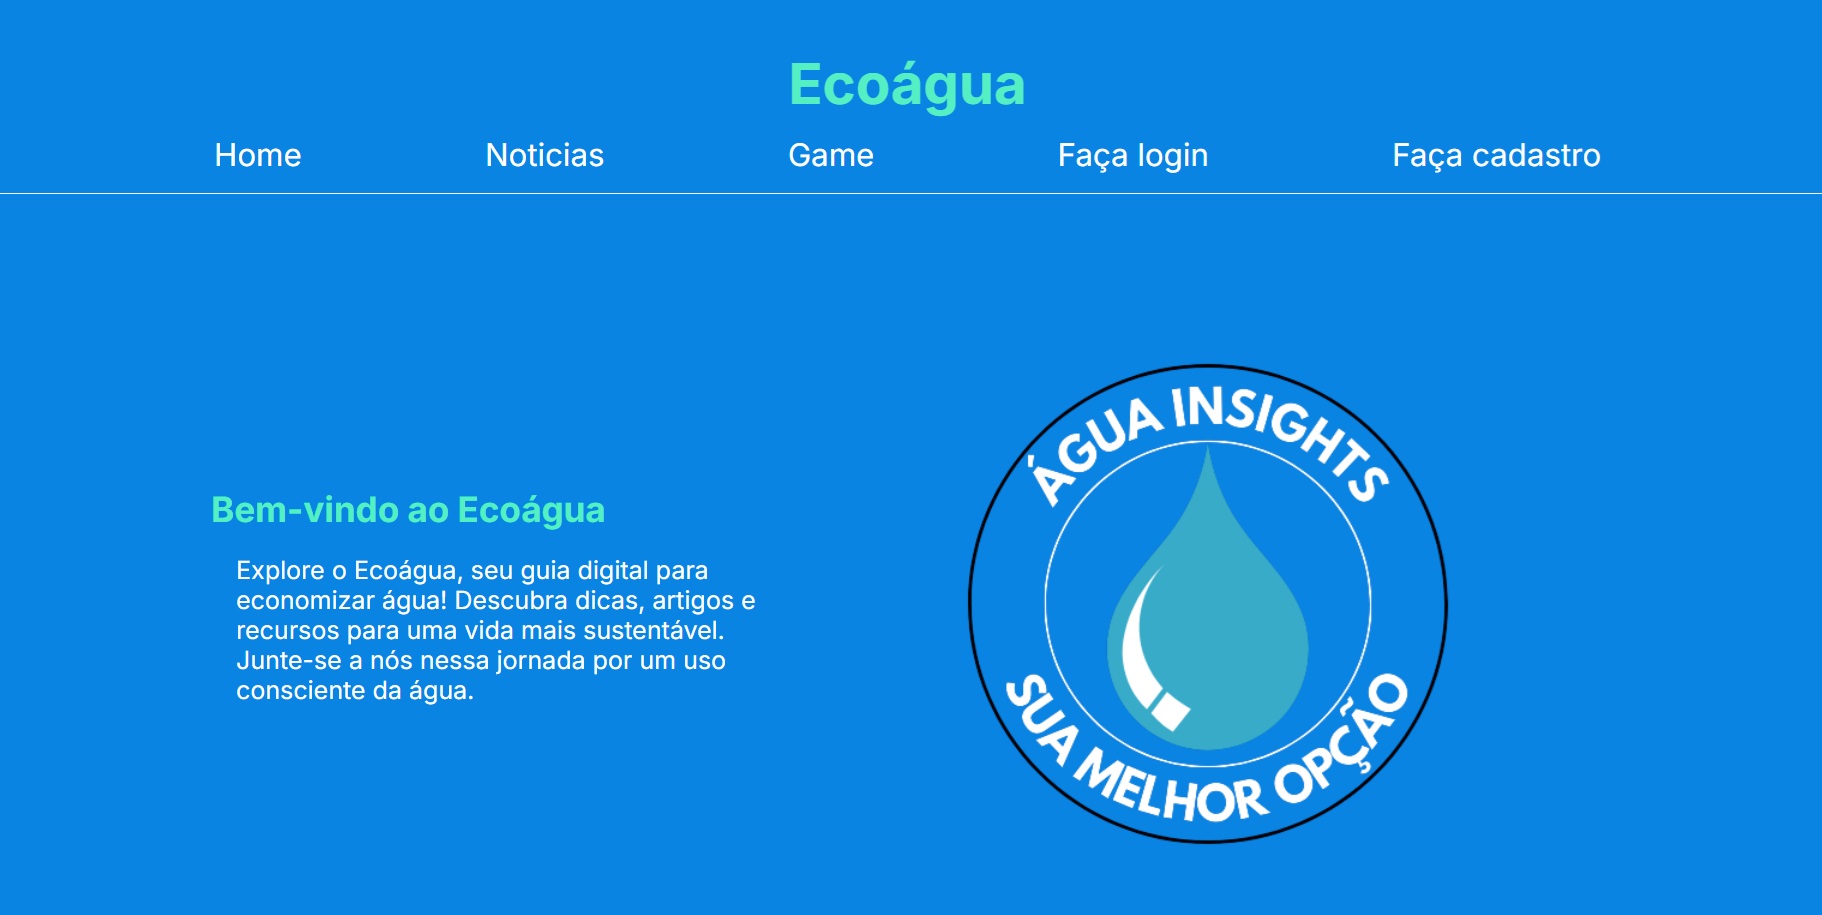 Ecoágua
Home Noticias Game Faça login Faça cadastro
Bem-vindo ao Ecoágua
Explore o Ecoágua, seu guia digital para
economizar água! Descubra dicas, artigos e
recursos para uma vida mais sustentável.
Junte-se a nós nessa jornada por um uso
consciente da água.
ÁGUA INSIGHTS
SUA MELHOR OPÇÃO